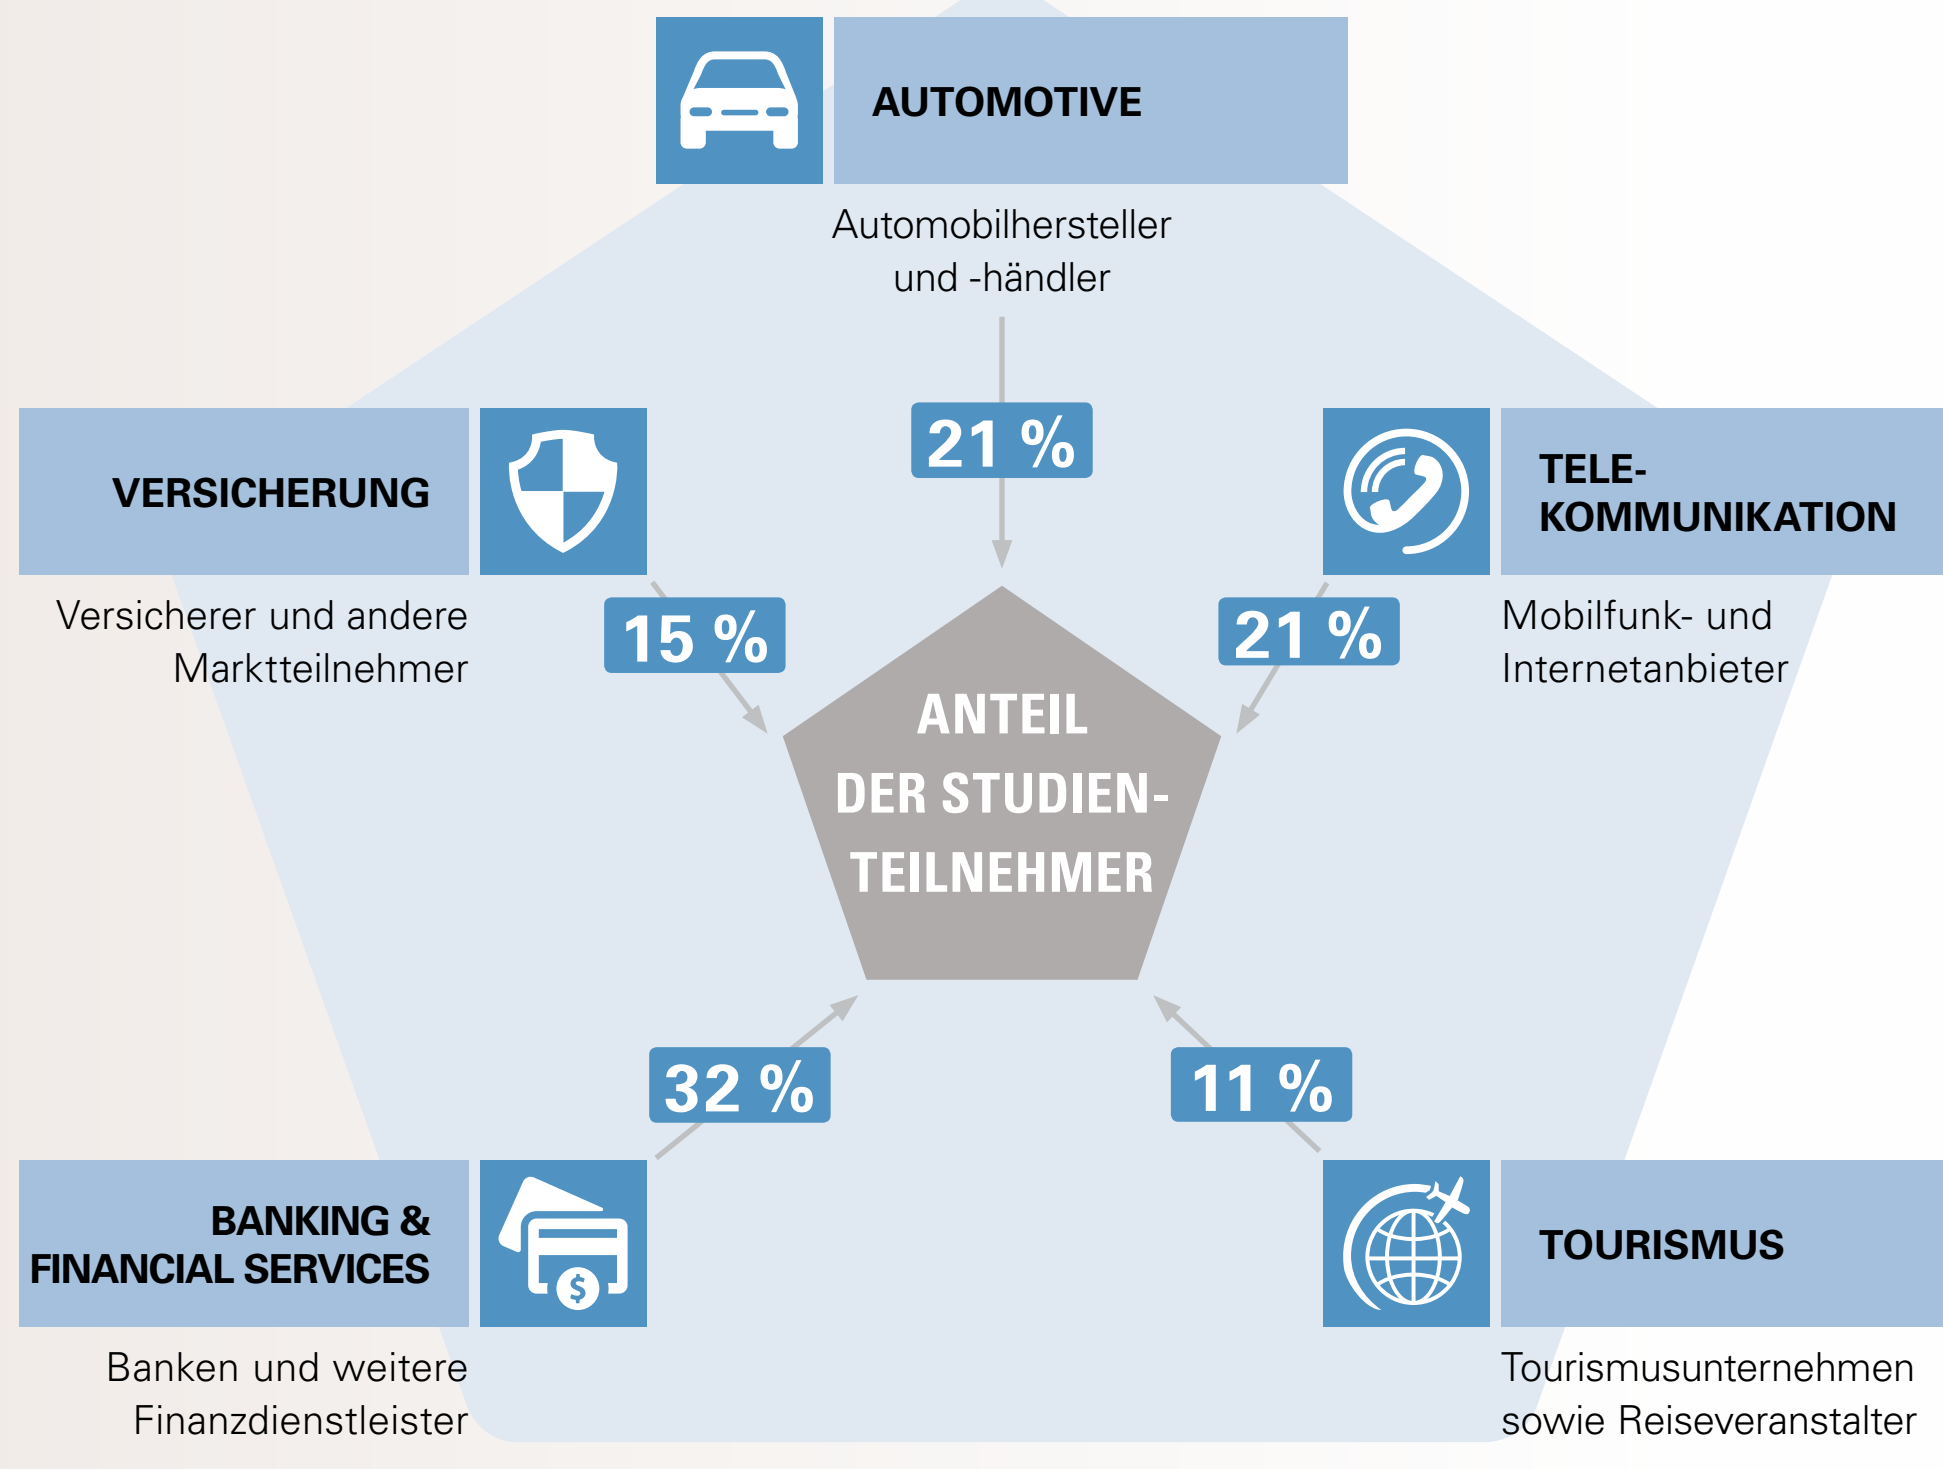 AUTOMOTIVE
Automobilhersteller
und -händler
21 %
VERSICHERUNG
Versicherer und andere
Marktteilnehmer
15 %
TELE-
KOMMUNIKATION
Mobilfunk- und
Internetanbieter
21 %
ANTEIL
DER STUDIEN-
TEILNEHMER
32 %
BANKING &
FINANCIAL SERVICES
$
Banken und weitere
Finanzdienstleister
11 %
TOURISMUS
Tourismusunternehmen
sowie Reiseveranstalter